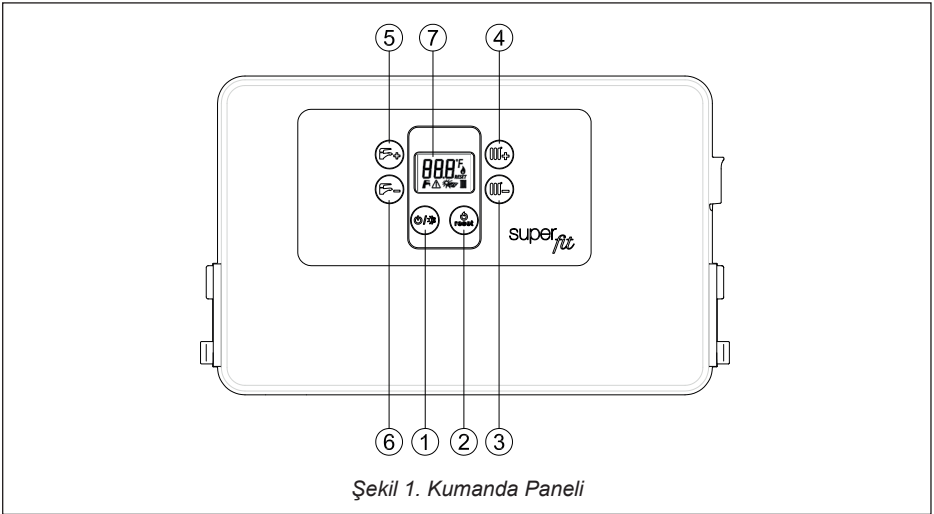 5 7 4
888°F
RESET
reset
super fit
6 1 2 3
Şekil 1. Kumanda Paneli